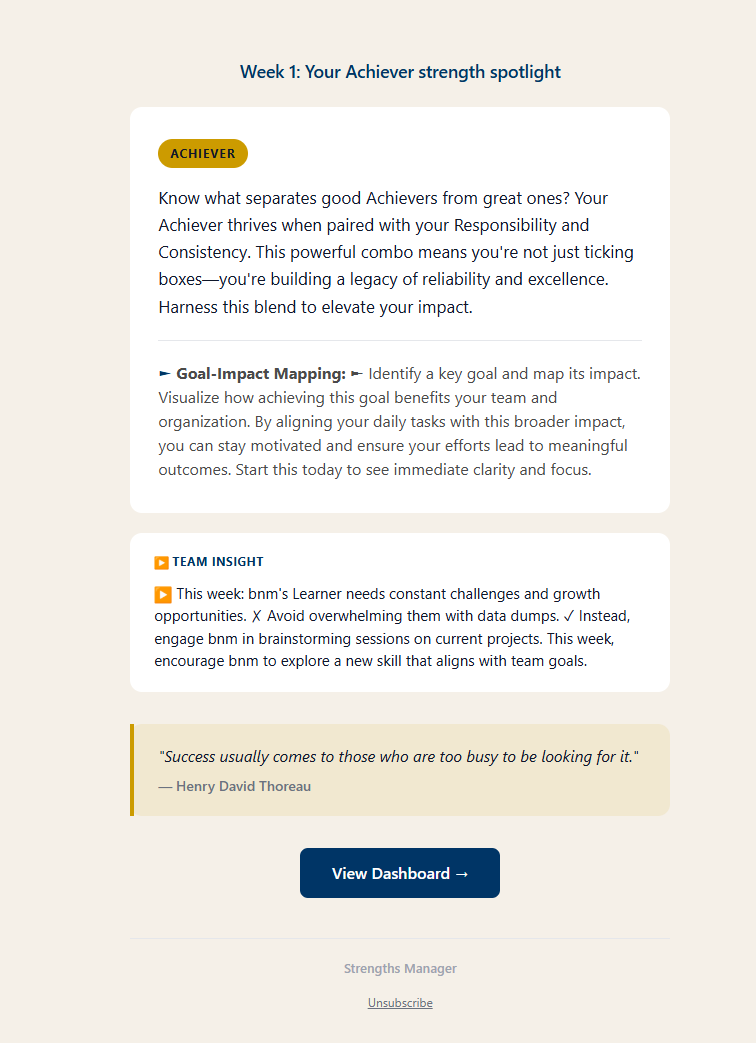 Week 1: Your Achiever strength spotlight
ACHIEVER
Know what separates good Achievers from great ones? Your
Achiever thrives when paired with your Responsibility and
Consistency. This powerful combo means you're not just ticking
boxes—you're building a legacy of reliability and excellence.
Harness this blend to elevate your impact.
► Goal-Impact Mapping: ► Identify a key goal and map its impact.
Visualize how achieving this goal benefits your team and
organization. By aligning your daily tasks with this broader impact,
you can stay motivated and ensure your efforts lead to meaningful
outcomes. Start this today to see immediate clarity and focus.
▶️ TEAM INSIGHT
▶️ This week: bnm's Learner needs constant challenges and growth
opportunities. ✗ Avoid overwhelming them with data dumps. ✓ Instead,
engage bnm in brainstorming sessions on current projects. This week,
encourage bnm to explore a new skill that aligns with team goals.
"Success usually comes to those who are too busy to be looking for it."
— Henry David Thoreau
View Dashboard →
Strengths Manager
Unsubscribe